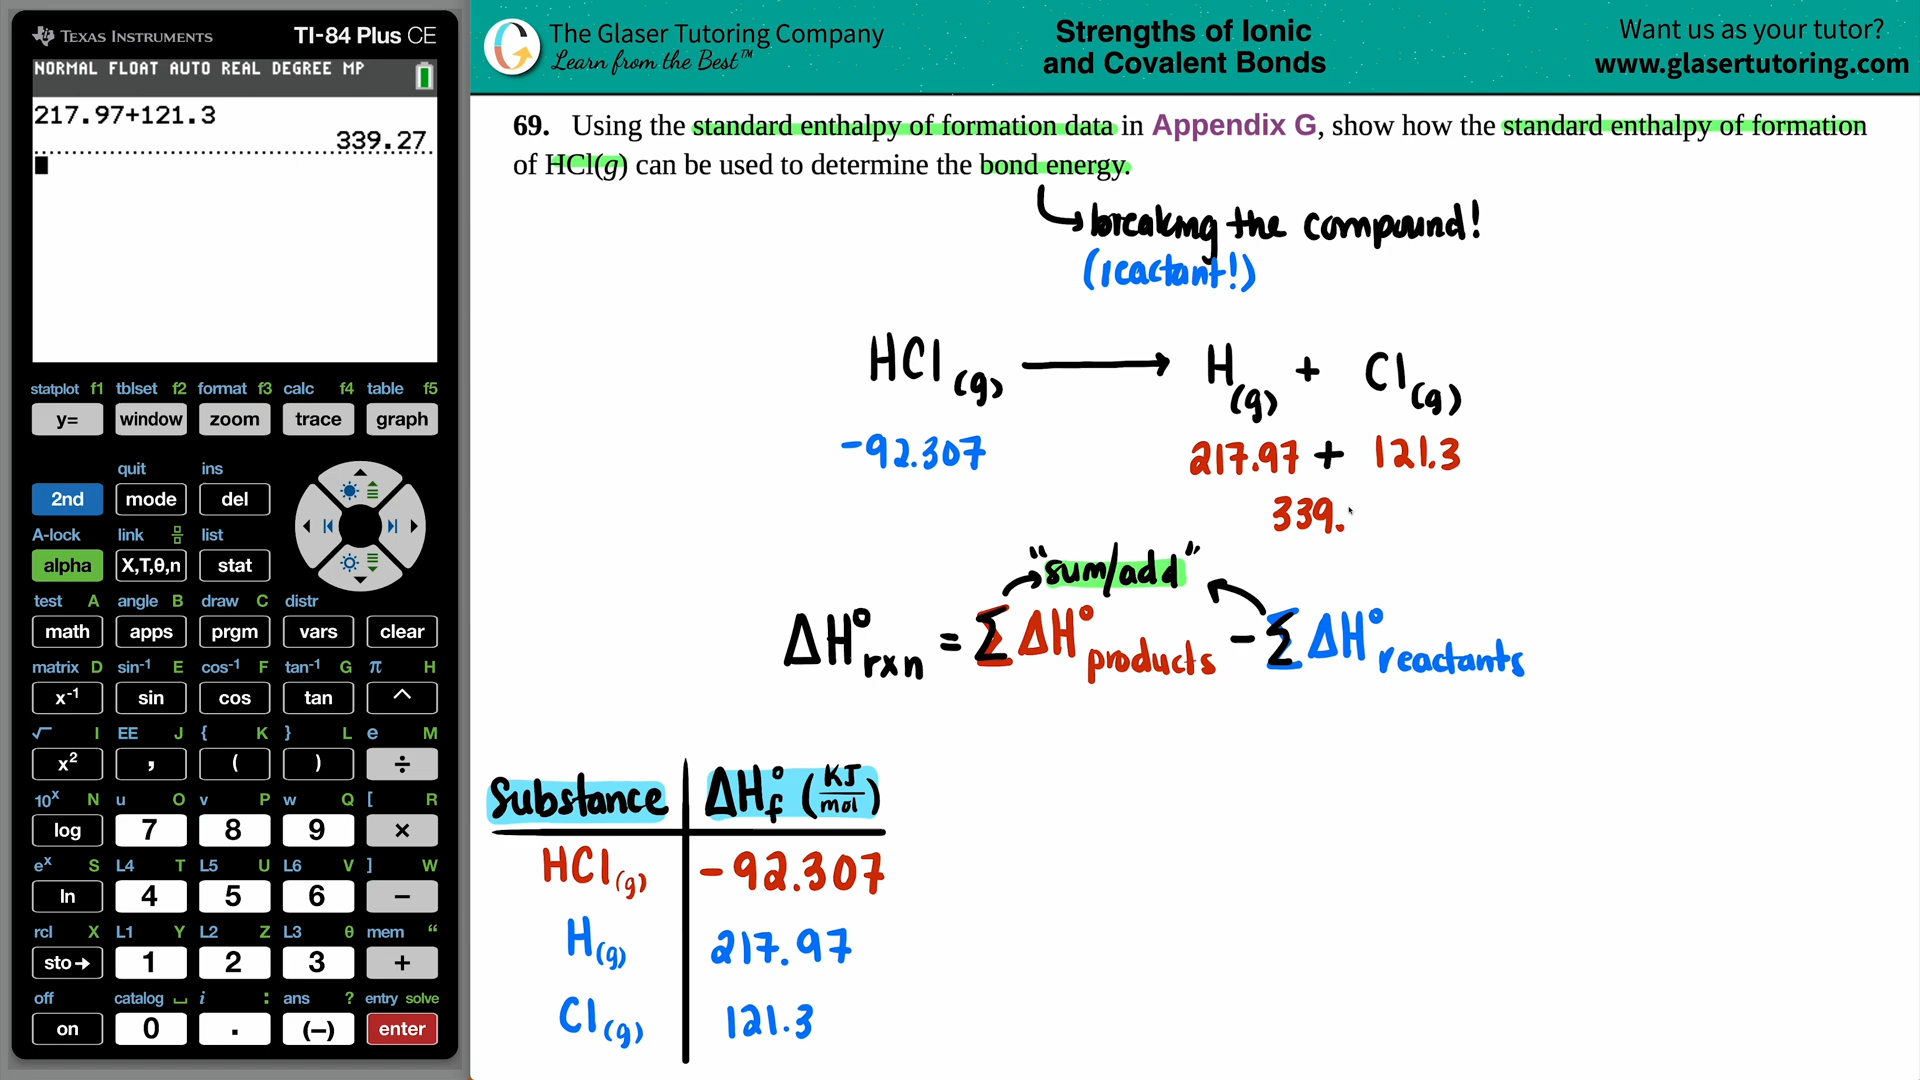 TEXAS INSTRUMENTS TI-84 Plus CE
NORMAL FLOAT AUTO REAL DEGREE MP
217.97+121.3
339.27
statplot f1 tblset f2 format f3 calc f4 table f5
y= window zoom trace graph
quit ins
2nd mode del
A-lock link list
alpha X,T,θ,n stat
test A angle B draw C distr
math apps prgm vars clear
matrix D sin⁻¹ E cos⁻¹ F tan⁻¹ G π H
x⁻¹ sin cos tan ^
√ I EE J { K } L e M
x² , ( ) ÷
10ˣ N u O v P w Q [ R
log 7 8 9 ×
eˣ S L4 T L5 U L6 V ] W
ln 4 5 6 −
rcl X L1 Y L2 Z L3 θ mem "
sto→ 1 2 3 +
off catalog ⎵ i : ans ? entry solve
on 0 . (−) enter
The Glaser Tutoring Company
Learn from the Best™
Strengths of Ionic
and Covalent Bonds
Want us as your tutor?
www.glasertutoring.com
69. Using the standard enthalpy of formation data in Appendix G, show how the standard enthalpy of formation
of HCl(g) can be used to determine the bond energy.
breaking the compound!
(reactant!)
HCl(g) → H(g) + Cl(g)
-92.307 217.97 + 121.3
339.
"sum/add"
ΔH°rxn = Σ ΔH°products - Σ ΔH°reactants
Substance ΔH°f (KJ/mol)
HCl(g) -92.307
H(g) 217.97
Cl(g) 121.3